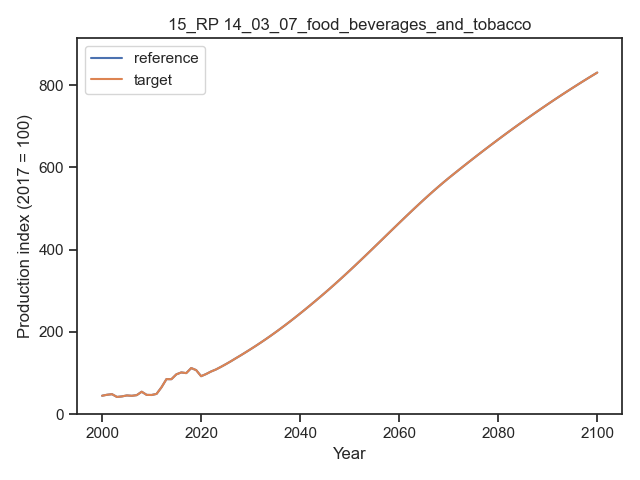 15_RP 14_03_07_food_beverages_and_tobacco
reference
target
Production index (2017 = 100)
800
600
400
200
0
2000
2020
2040
2060
2080
2100
Year